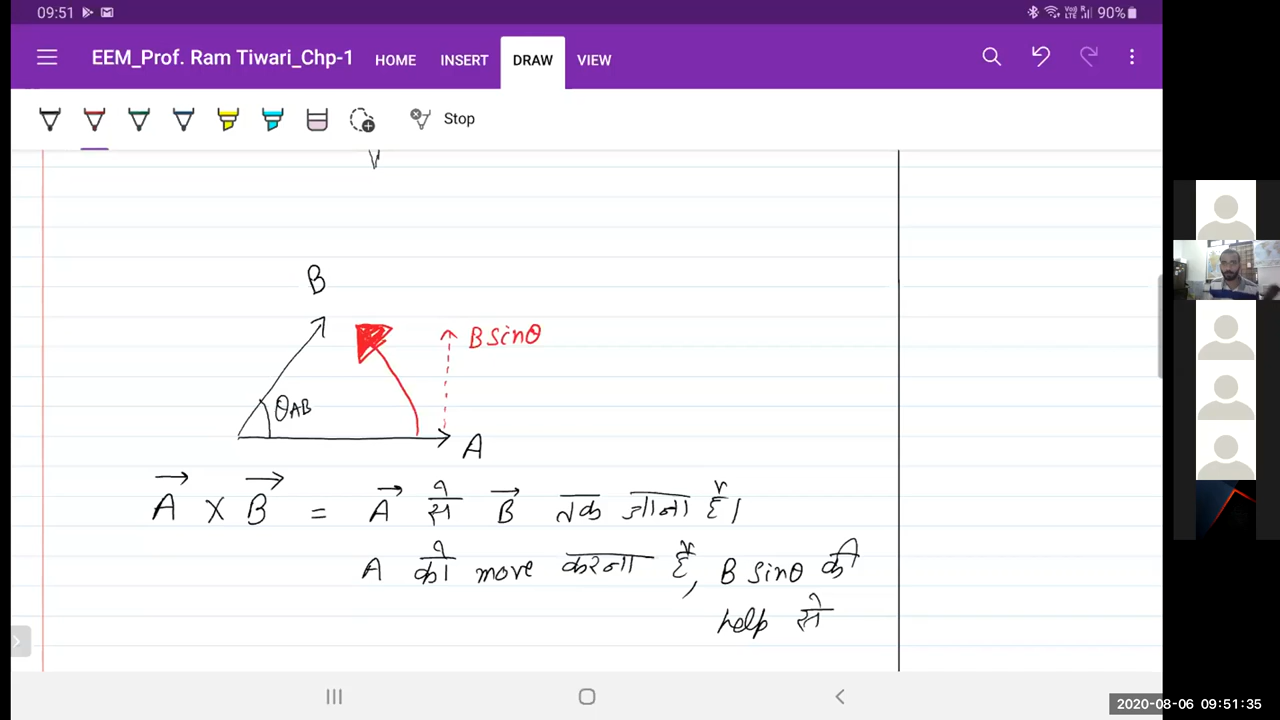 09:51 90%
EEM_Prof. Ram Tiwari_Chp-1 HOME INSERT DRAW VIEW
Stop
B
B sinθ
θAB
A
A X B = A से B तक जाना है।
A को move करना है, B sinθ की
help से
2020-08-06 09:51:35